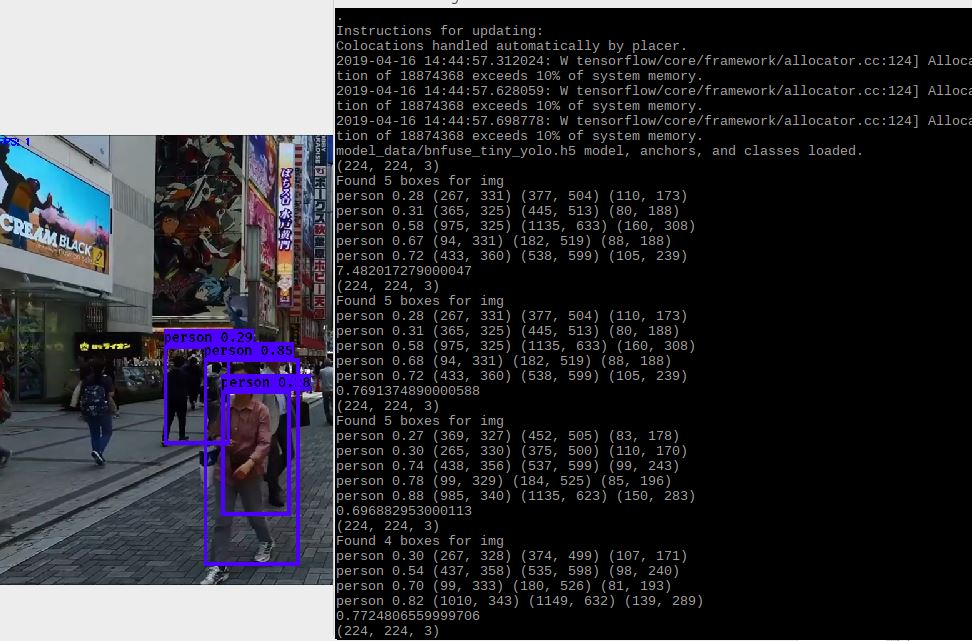 FPS: 1
CREAM BLACK
person 0.29
person 0.85
person 0. 8
.
Instructions for updating:
Colocations handled automatically by placer.
2019-04-16 14:44:57.312024: W tensorflow/core/framework/allocator.cc:124] Alloca
tion of 18874368 exceeds 10% of system memory.
2019-04-16 14:44:57.628059: W tensorflow/core/framework/allocator.cc:124] Alloca
tion of 18874368 exceeds 10% of system memory.
2019-04-16 14:44:57.698778: W tensorflow/core/framework/allocator.cc:124] Alloca
tion of 18874368 exceeds 10% of system memory.
model_data/bnfuse_tiny_yolo.h5 model, anchors, and classes loaded.
(224, 224, 3)
Found 5 boxes for img
person 0.28 (267, 331) (377, 504) (110, 173)
person 0.31 (365, 325) (445, 513) (80, 188)
person 0.58 (975, 325) (1135, 633) (160, 308)
person 0.67 (94, 331) (182, 519) (88, 188)
person 0.72 (433, 360) (538, 599) (105, 239)
7.482017279000047
(224, 224, 3)
Found 5 boxes for img
person 0.28 (267, 331) (377, 504) (110, 173)
person 0.31 (365, 325) (445, 513) (80, 188)
person 0.58 (975, 325) (1135, 633) (160, 308)
person 0.68 (94, 331) (182, 519) (88, 188)
person 0.72 (433, 360) (538, 599) (105, 239)
0.7691374890000588
(224, 224, 3)
Found 5 boxes for img
person 0.27 (369, 327) (452, 505) (83, 178)
person 0.30 (265, 330) (375, 500) (110, 170)
person 0.74 (438, 356) (537, 599) (99, 243)
person 0.78 (99, 329) (184, 525) (85, 196)
person 0.88 (985, 340) (1135, 623) (150, 283)
0.696882953000113
(224, 224, 3)
Found 4 boxes for img
person 0.30 (267, 328) (374, 499) (107, 171)
person 0.54 (437, 358) (535, 598) (98, 240)
person 0.70 (99, 333) (180, 526) (81, 193)
person 0.82 (1010, 343) (1149, 632) (139, 289)
0.7724806559999706
(224, 224, 3)